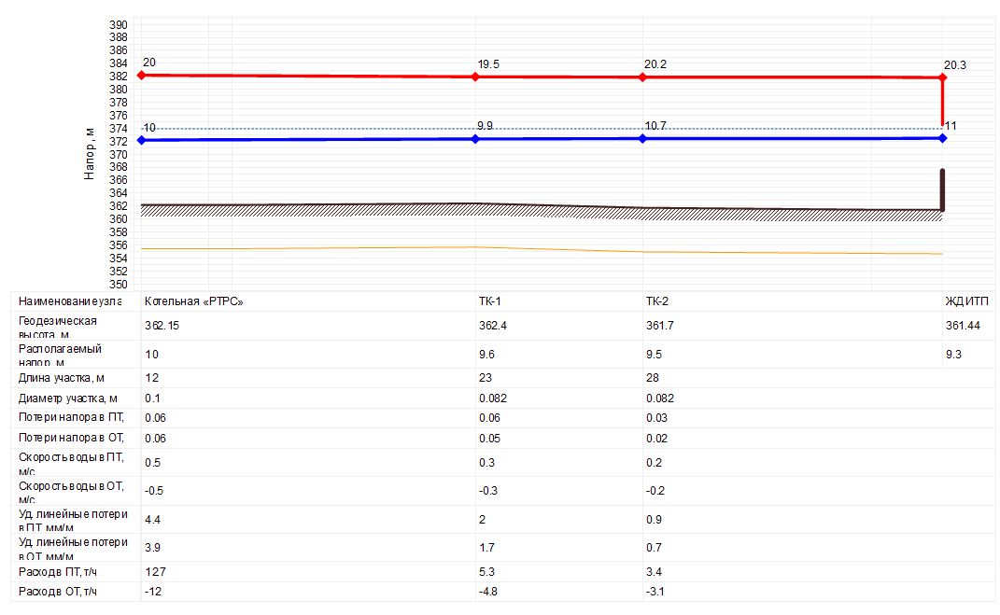 390
388
386
384
382
380
378
376
374
372
370
368
366
364
362
360
358
356
354
352
350
Напор, м
20 19.5 20.2 20.3
10 9.9 10.7 11
Наименование узла Котельная «РТРС» ТК-1 ТК-2 ЖД ИТП
Геодезическая
высота, м 362.15 362.4 361.7 361.44
Располагаемый
напор, м 10 9.6 9.5 9.3
Длина участка, м 12 23 28
Диаметр участка, м 0.1 0.082 0.082
Потери напора в ПТ, 0.06 0.06 0.03
Потери напора в ОТ, 0.06 0.05 0.02
Скорость воды в ПТ,
м/с 0.5 0.3 0.2
Скорость воды в ОТ,
м/с -0.5 -0.3 -0.2
Уд. линейные потери
в ПТ, мм/м 4.4 2 0.9
Уд. линейные потери
в ОТ, мм/м 3.9 1.7 0.7
Расход в ПТ, т/ч 127 5.3 3.4
Расход в ОТ, т/ч -12 -4.8 -3.1